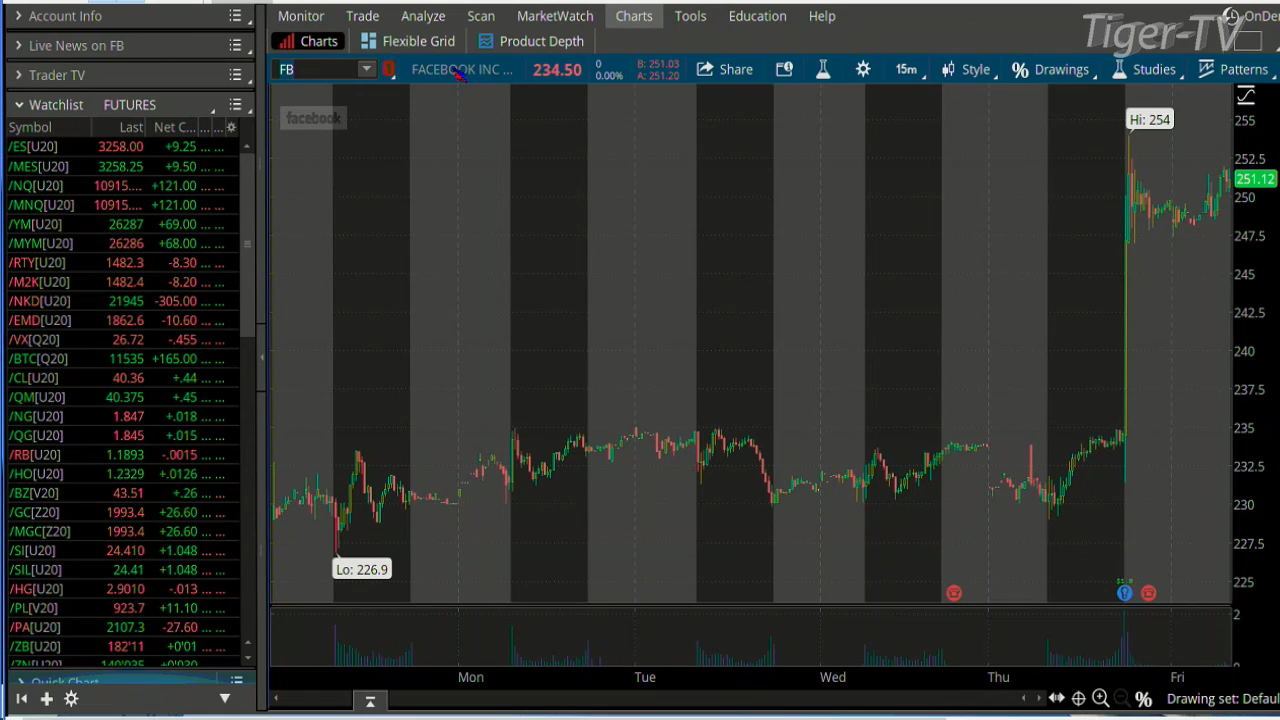 Account Info
Monitor Trade Analyze Scan MarketWatch Charts Tools Education Help
OnDem
Tiger-TV
Live News on FB
Charts Flexible Grid Product Depth
Trader TV
FB FACEBOOK INC ... 234.50 0 0.00% B: 251.03 A: 251.20 Share 15m Style % Drawings Studies Patterns
Watchlist FUTURES
Symbol Last Net C... ... ...
/ES[U20] 3258.00 +9.25 ... ...
/MES[U20] 3258.25 +9.50 ... ...
/NQ[U20] 10915.... +121.00 ... ...
/MNQ[U20] 10915.... +121.00 ... ...
/YM[U20] 26287 +69.00 ... ...
/MYM[U20] 26286 +68.00 ... ...
/RTY[U20] 1482.3 -8.30 ... ...
/M2K[U20] 1482.4 -8.20 ... ...
/NKD[U20] 21945 -305.00 ... ...
/EMD[U20] 1862.6 -10.60 ... ...
/VX[Q20] 26.72 -.455 ... ...
/BTC[Q20] 11535 +165.00 ... ...
/CL[U20] 40.36 +.44 ... ...
/QM[U20] 40.375 +.45 ... ...
/NG[U20] 1.847 +.018 ... ...
/QG[U20] 1.845 +.015 ... ...
/RB[U20] 1.1893 -.0015 ... ...
/HO[U20] 1.2329 +.0126 ... ...
/BZ[V20] 43.51 +.26 ... ...
/GC[Z20] 1993.4 +26.60 ... ...
/MGC[Z20] 1993.4 +26.60 ... ...
/SI[U20] 24.410 +1.048 ... ...
/SIL[U20] 24.41 +1.048 ... ...
/HG[U20] 2.9010 -.013 ... ...
/PL[V20] 923.7 +11.10 ... ...
/PA[U20] 2107.3 -27.60 ... ...
/ZB[U20] 182'11 +0'01 ... ...
/ZN[U20] 140'035 +0'030 ... ...
Quick Chart
facebook
Hi: 254
Lo: 226.9
255
252.5
251.12
250
247.5
245
242.5
240
237.5
235
232.5
230
227.5
225
2
0
Mon Tue Wed Thu Fri
% Drawing set: Defaul